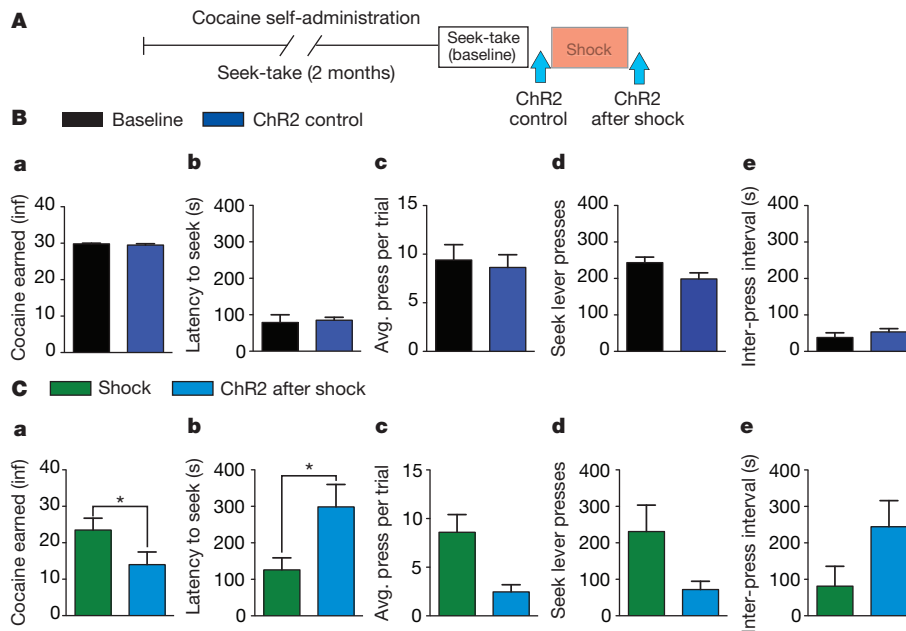 A
Cocaine self-administration
Seek-take (2 months)
Seek-take
(baseline)
Shock
ChR2
control
ChR2
after shock
B
Baseline
ChR2 control
a
Cocaine earned (inf)
40
30
20
10
0
b
Latency to seek (s)
400
300
200
100
0
c
Avg. press per trial
15
10
5
0
d
Seek lever presses
400
300
200
100
0
e
Inter-press interval (s)
400
300
200
100
0
C
Shock
ChR2 after shock
a
Cocaine earned (inf)
40
30
20
10
0
*
b
Latency to seek (s)
400
300
200
100
0
*
c
Avg. press per trial
15
10
5
0
d
Seek lever presses
400
300
200
100
0
e
Inter-press interval (s)
400
300
200
100
0